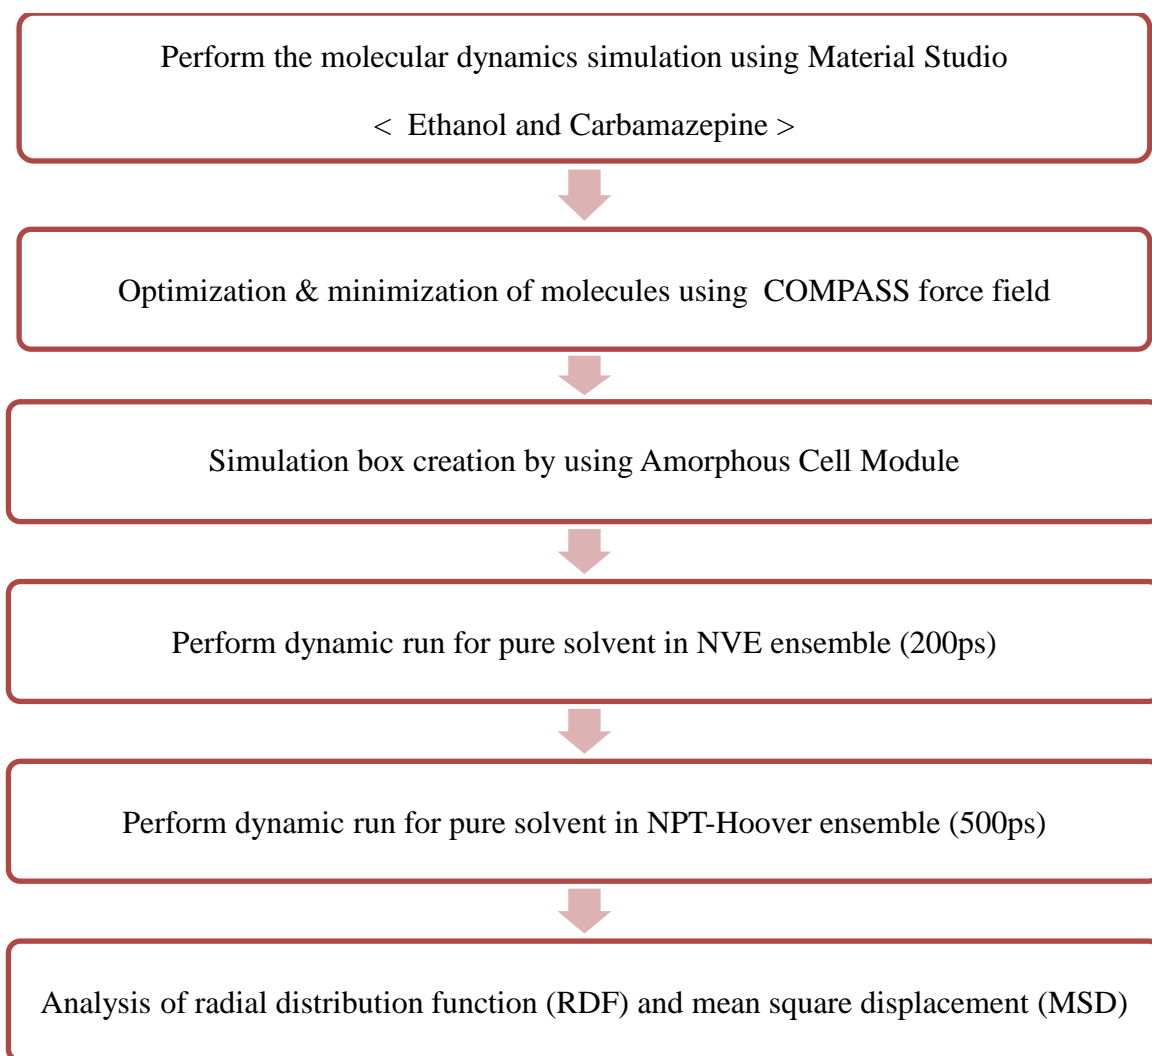 Perform the molecular dynamics simulation using Material Studio
< Ethanol and Carbamazepine >
Optimization & minimization of molecules using COMPASS force field
Simulation box creation by using Amorphous Cell Module
Perform dynamic run for pure solvent in NVE ensemble (200ps)
Perform dynamic run for pure solvent in NPT-Hoover ensemble (500ps)
Analysis of radial distribution function (RDF) and mean square displacement (MSD)